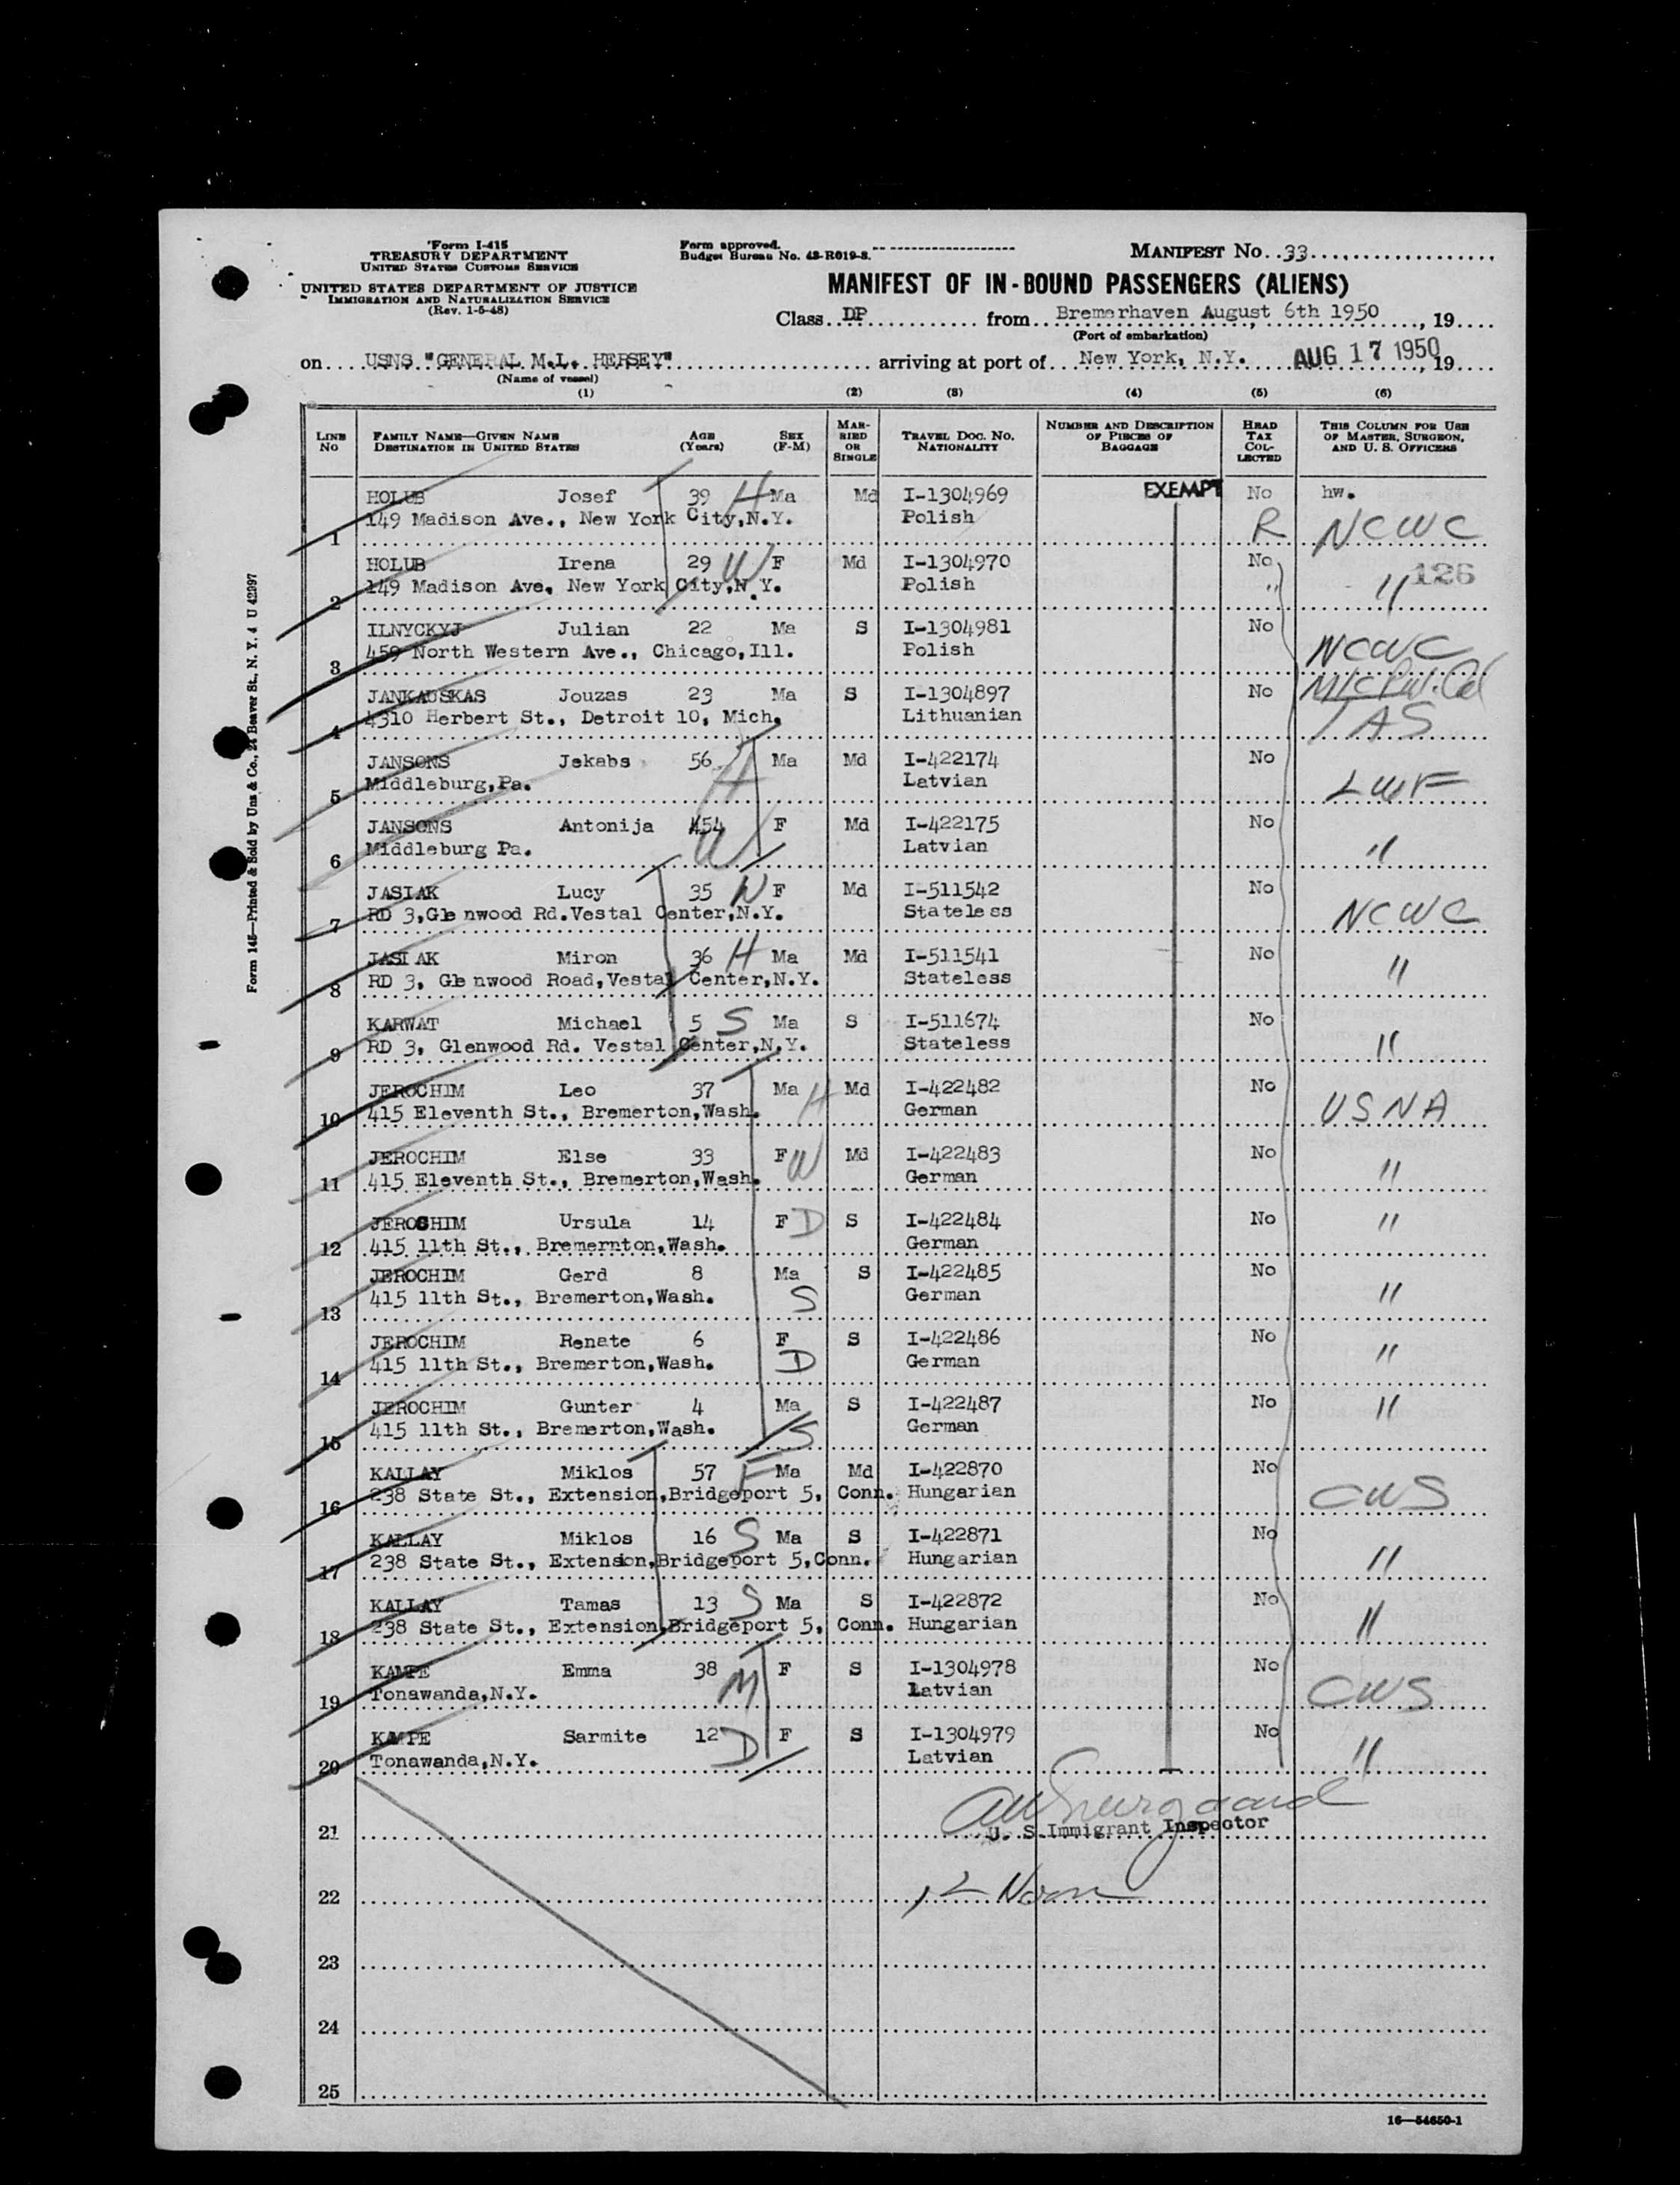 Form I-415
TREASURY DEPARTMENT
UNITED STATES CUSTOMS SERVICE
UNITED STATES DEPARTMENT OF JUSTICE
IMMIGRATION AND NATURALIZATION SERVICE
(Rev. 1-5-48)
Form approved.
Budget Bureau No. 43-R019-8.
MANIFEST No. 33
MANIFEST OF IN-BOUND PASSENGERS (ALIENS)
Class DP from Bremerhaven August 6th 1950, 19
(Port of embarkation)
on USNS "GENERAL M.L. HERSEY" arriving at port of New York, N.Y. AUG 17 1950, 19
(Name of vessel)
(1) (2) (3) (4) (5) (6)
LINE NO
FAMILY NAME—GIVEN NAME DESTINATION IN UNITED STATES
AGE (Years)
SEX (F-M)
MARRIED OR SINGLE
TRAVEL DOC. NO. NATIONALITY
NUMBER AND DESCRIPTION OF PIECES OF BAGGAGE
HEAD TAX COLLECTED
THIS COLUMN FOR USE OF MASTER, SURGEON, AND U. S. OFFICERS
HOLUB Josef 39 H Ma Md I-1304969 EXEMPT No hw.
1 149 Madison Ave., New York City,N.Y. Polish R NCWC
HOLUB Irena 29 W F Md I-1304970 No 126
2 149 Madison Ave, New York City,N.Y. Polish " "
ILNYCKYJ Julian 22 Ma S I-1304981 No
3 459 North Western Ave., Chicago,Ill. Polish NCWC
JANKAUSKAS Jouzas 23 Ma S I-1304897 No
4 4310 Herbert St., Detroit 10, Mich. Lithuanian
JANSONS Jekabs 56 H Ma Md I-422174 No
5 Middleburg,Pa. Latvian LWF
JANSONS Antonija 454 W F Md I-422175 No
6 Middleburg Pa. Latvian "
JASIAK Lucy 35 W F Md I-511542 No
7 RD 3,Glenwood Rd.Vestal Center,N.Y. Stateless NCWC
JASIAK Miron 36 H Ma Md I-511541 No
8 RD 3, Glenwood Road,Vestal Center,N.Y. Stateless "
KARWAT Michael 5 S Ma S I-511674 No
9 RD 3, Glenwood Rd. Vestal Center,N.Y. Stateless "
JEROCHIM Leo 37 Ma H Md I-422482 No
10 415 Eleventh St., Bremerton,Wash. German USNA
JEROCHIM Else 33 F W Md I-422483 No
11 415 Eleventh St., Bremerton,Wash. German "
JEROSHIM Ursula 14 F D S I-422484 No "
12 415 11th St., Bremernton,Wash. German
JEROCHIM Gerd 8 Ma S I-422485 No
13 415 11th St., Bremerton,Wash. S German "
JEROCHIM Renate 6 F S I-422486 No
14 415 11th St., Bremerton,Wash. D German "
JEROCHIM Gunter 4 Ma S I-422487 No "
15 415 11th St., Bremerton,Wash. S German
KALLAY Miklos 57 F Ma Md I-422870 No
16 238 State St., Extension,Bridgeport 5, Conn. Hungarian CWS
KALLAY Miklos 16 S Ma S I-422871 No
17 238 State St., Extension,Bridgeport 5,Conn. Hungarian "
KALLAY Tamas 13 S Ma S I-422872 No
18 238 State St., Extension,Bridgeport 5, Conn. Hungarian "
KAMPE Emma 38 M F S I-1304978 No
19 Tonawanda,N.Y. Latvian CWS
KAMPE Sarmite 12 D F S I-1304979 No
20 Tonawanda,N.Y. Latvian "
21 U. S. Immigrant Inspector
22
23
24
25
16—54650-1
Form 145—Printed & Sold by Unz & Co., 24 Beaver St., N. Y. 4 U 42297